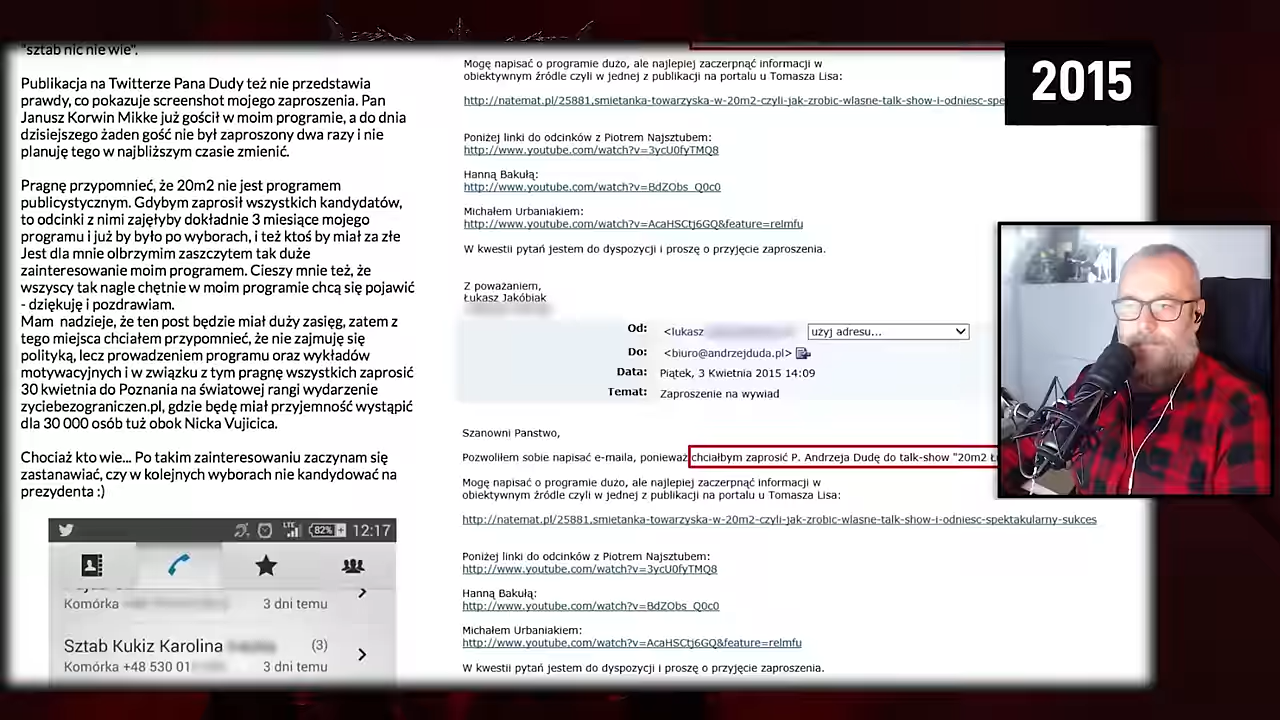 "sztab nic nie wie".
Publikacja na Twitterze Pana Dudy też nie przedstawia
prawdy, co pokazuje screenshot mojego zaproszenia. Pan
Janusz Korwin Mikke już gościł w moim programie, a do dnia
dzisiejszego żaden gość nie był zaproszony dwa razy i nie
planuję tego w najbliższym czasie zmienić.
Pragnę przypomnieć, że 20m2 nie jest programem
publicystycznym. Gdybym zaprosił wszystkich kandydatów,
to odcinki z nimi zajęłyby dokładnie 3 miesiące mojego
programu i już by było po wyborach, i też ktoś by miał za złe
Jest dla mnie olbrzymim zaszczytem tak duże
zainteresowanie moim programem. Cieszy mnie też, że
wszyscy tak nagle chętnie w moim programie chcą się pojawić
- dziękuję i pozdrawiam.
Mam nadzieje, że ten post będzie miał duży zasięg, zatem z
tego miejsca chciałem przypomnieć, że nie zajmuję się
polityką, lecz prowadzeniem programu oraz wykładów
motywacyjnych i w związku z tym pragnę wszystkich zaprosić
30 kwietnia do Poznania na światowej rangi wydarzenie
zyciebezograniczen.pl, gdzie będę miał przyjemność wystąpić
dla 30 000 osób tuż obok Nicka Vujicica.
Chociaż kto wie... Po takim zainteresowaniu zaczynam się
zastanawiać, czy w kolejnych wyborach nie kandydować na
prezydenta :)
LTE 82% 12:17
Komórka 3 dni temu
Sztab Kukiz Karolina (3)
Komórka +48 530 01 3 dni temu
Mogę napisać o programie dużo, ale najlepiej zaczerpnąć informacji w
obiektywnym źródle czyli w jednej z publikacji na portalu u Tomasza Lisa:
http://natemat.pl/25881,smietanka-towarzyska-w-20m2-czyli-jak-zrobic-wlasne-talk-show-i-odniesc-spe
Poniżej linki do odcinków z Piotrem Najsztubem:
http://www.youtube.com/watch?v=3ycU0fyTMQ8
Hanną Bakułą:
http://www.youtube.com/watch?v=BdZObs_Q0c0
Michałem Urbaniakiem:
http://www.youtube.com/watch?v=AcaHSCtj6GQ&feature=relmfu
W kwestii pytań jestem do dyspozycji i proszę o przyjęcie zaproszenia.
Z poważaniem,
Łukasz Jakóbiak
Od: <lukasz użyj adresu...
Do: <biuro@andrzejduda.pl>
Data: Piątek, 3 Kwietnia 2015 14:09
Temat: Zaproszenie na wywiad
Szanowni Panstwo,
Pozwoliłem sobie napisać e-maila, ponieważ chciałbym zaprosić P. Andrzeja Dudę do talk-show "20m2
Mogę napisać o programie dużo, ale najlepiej zaczerpnąć informacji w
obiektywnym źródle czyli w jednej z publikacji na portalu u Tomasza Lisa:
http://natemat.pl/25881,smietanka-towarzyska-w-20m2-czyli-jak-zrobic-wlasne-talk-show-i-odniesc-spektakularny-sukces
Poniżej linki do odcinków z Piotrem Najsztubem:
http://www.youtube.com/watch?v=3ycU0fyTMQ8
Hanną Bakułą:
http://www.youtube.com/watch?v=BdZObs_Q0c0
Michałem Urbaniakiem:
http://www.youtube.com/watch?v=AcaHSCtj6GQ&feature=relmfu
W kwestii pytań jestem do dyspozycji i proszę o przyjęcie zaproszenia.
2015